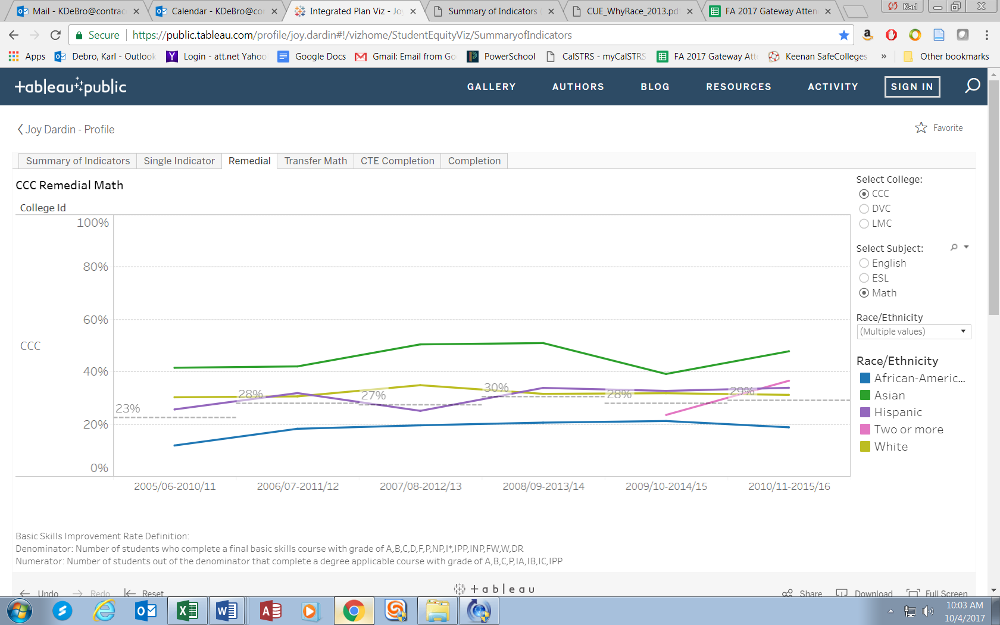 Mail - KDeBro@contrac
Calendar - KDeBro@co
Integrated Plan Viz - Jo
Summary of Indicators
CUE_WhyRace_2013.pd
FA 2017 Gateway Atten
Karl
Secure
https://public.tableau.com/profile/joy.dardin#!/vizhome/StudentEquityViz/SummaryofIndicators
Apps
Debro, Karl - Outlook
Login - att.net Yahoo
Google Docs
Gmail: Email from Go
PowerSchool
CalSTRS - myCalSTRS
FA 2017 Gateway Att
Keenan SafeColleges
»
Other bookmarks
+ableau public
GALLERY
AUTHORS
BLOG
RESOURCES
ACTIVITY
SIGN IN
Joy Dardin - Profile
Favorite
Summary of Indicators
Single Indicator
Remedial
Transfer Math
CTE Completion
Completion
CCC Remedial Math
College Id
CCC
100%
80%
60%
40%
20%
0%
23%
28%
27%
30%
28%
29%
2005/06-2010/11
2006/07-2011/12
2007/08-2012/13
2008/09-2013/14
2009/10-2014/15
2010/11-2015/16
Select College:
CCC
DVC
LMC
Select Subject:
English
ESL
Math
Race/Ethnicity
(Multiple values)
Race/Ethnicity
African-Americ...
Asian
Hispanic
Two or more
White
Basic Skills Improvement Rate Definition:
Denominator: Number of students who complete a final basic skills course with grade of A,B,C,D,F,P,NP,I*,IPP,INP,FW,W,DR
Numerator: Number of students out of the denominator that complete a degree applicable course with grade of A,B,C,P,IA,IB,IC,IPP
Undo
Redo
Reset
+ableau
Share
Download
Full Screen
10:03 AM
10/4/2017